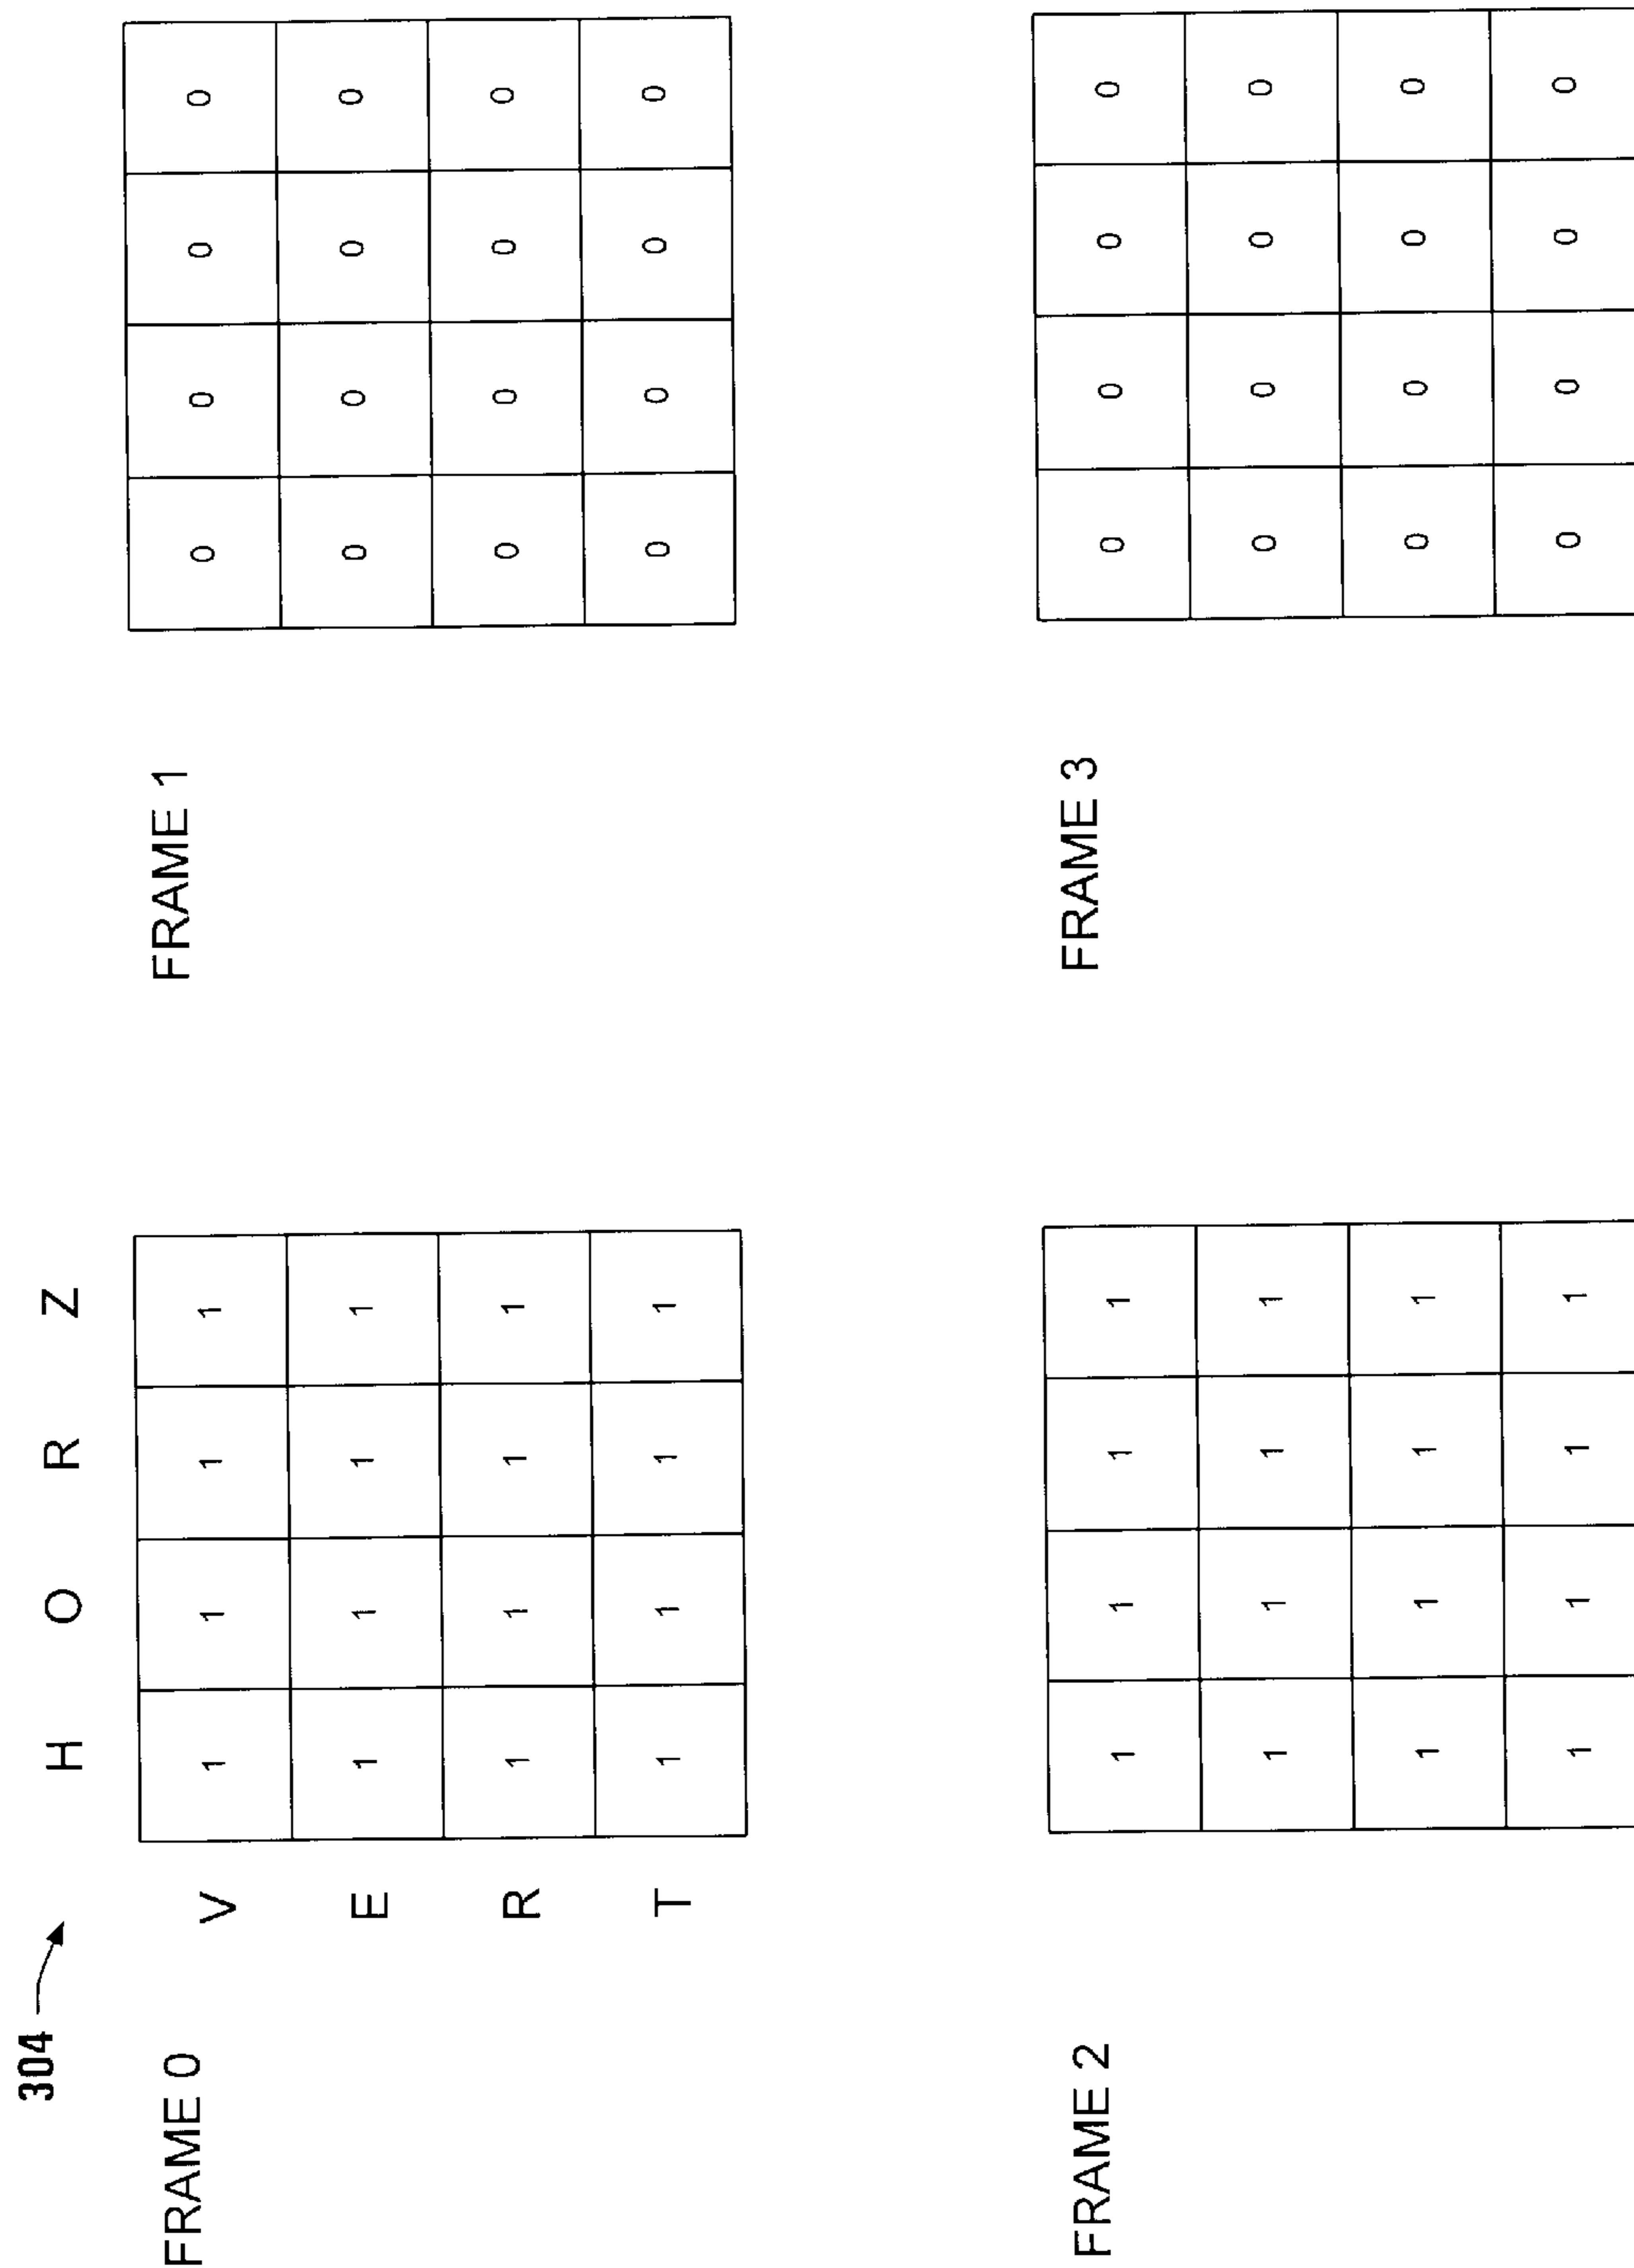 304
H O R Z
FRAME 0
V 1 1 1 1
E 1 1 1 1
R 1 1 1 1
T 1 1 1 1
FRAME 1
0 0 0 0
0 0 0 0
0 0 0 0
0 0 0 0
FRAME 2
1 1 1 1
1 1 1 1
1 1 1 1
1 1 1 1
FRAME 3
0 0 0 0
0 0 0 0
0 0 0 0
0 0 0 0